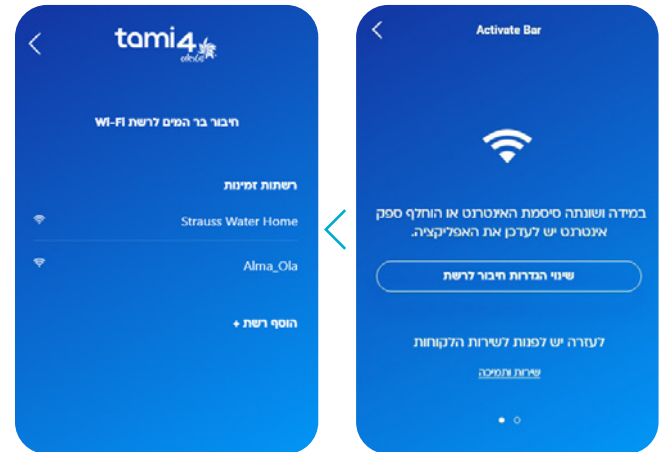 Activate Bar
במידה ושונתה סיסמת האינטרנט או הוחלף ספק
אינטרנט יש לעדכן את האפליקציה.
שינוי הגדרות חיבור לרשת
לעזרה יש לפנות לשירות הלקוחות
שירות ותמיכה
tami4
חיבור בר המים לרשת WI-FI
רשתות זמינות
Strauss Water Home
Alma_Ola
הוסף רשת +